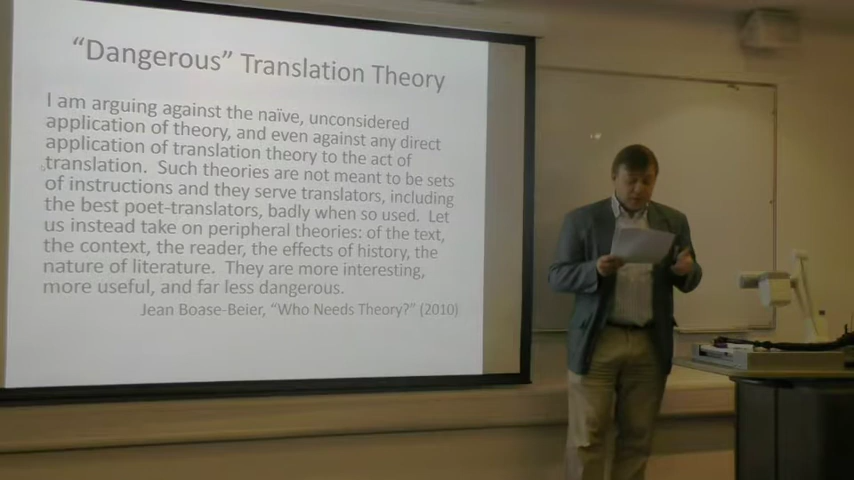 “Dangerous” Translation Theory
I am arguing against the naïve, unconsidered
application of theory, and even against any direct
application of translation theory to the act of
translation. Such theories are not meant to be sets
of instructions and they serve translators, including
the best poet-translators, badly when so used. Let
us instead take on peripheral theories: of the text,
the context, the reader, the effects of history, the
nature of literature. They are more interesting,
more useful, and far less dangerous.
Jean Boase-Beier, “Who Needs Theory?” (2010)